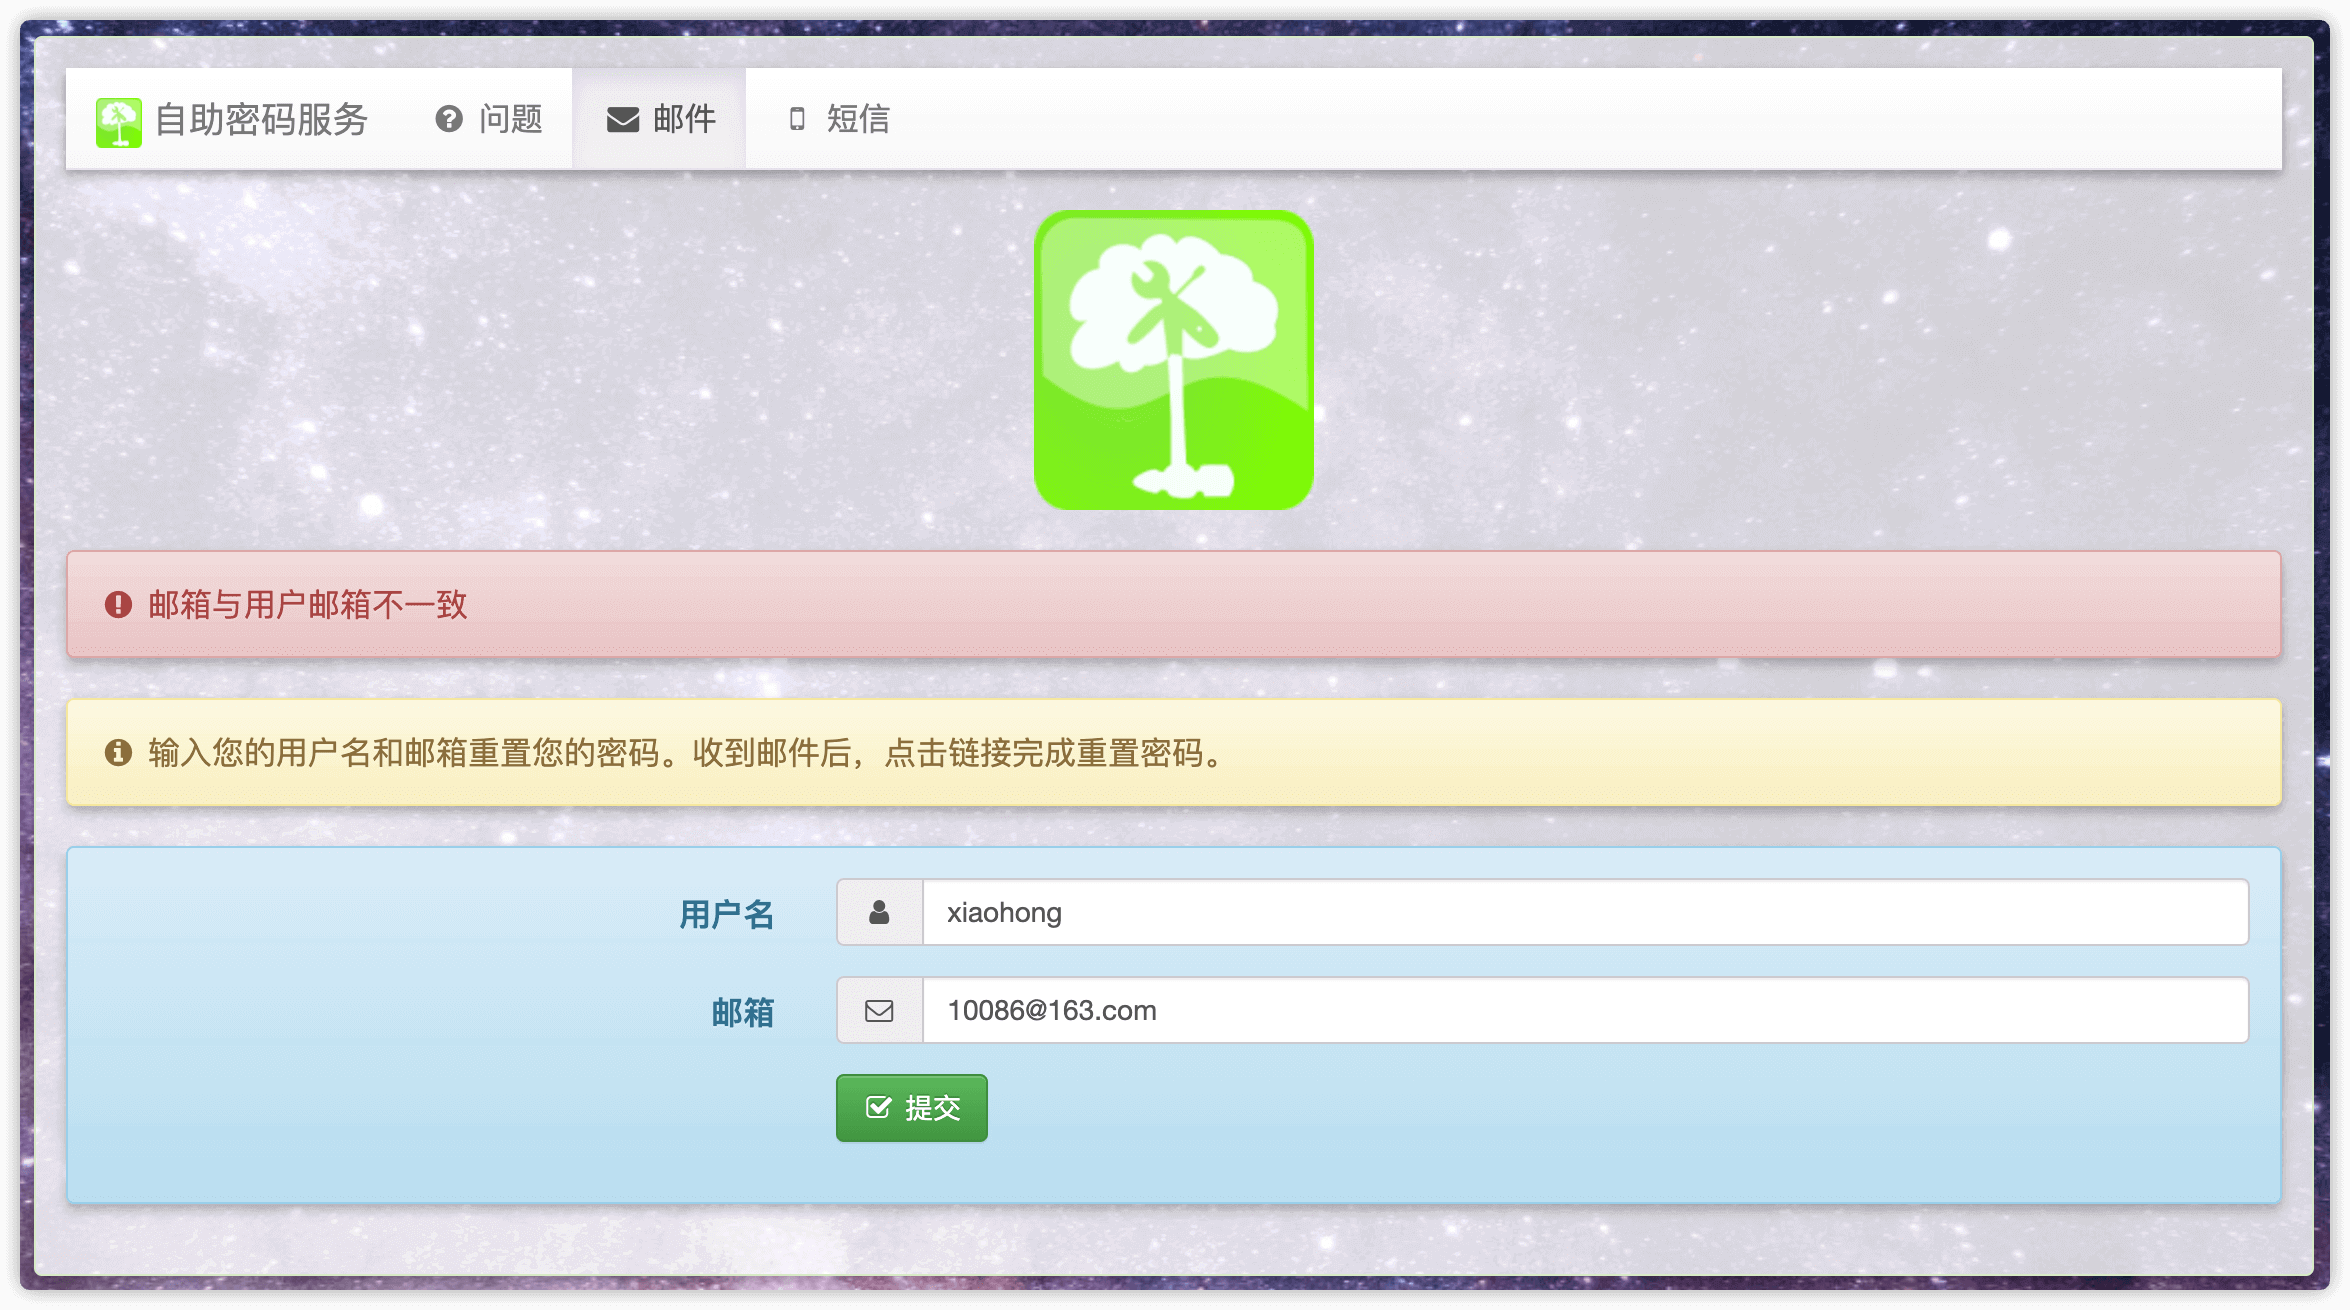 自助密码服务 问题 邮件 短信
邮箱与用户邮箱不一致
输入您的用户名和邮箱重置您的密码。收到邮件后，点击链接完成重置密码。
用户名 xiaohong
邮箱 10086@163.com
提交